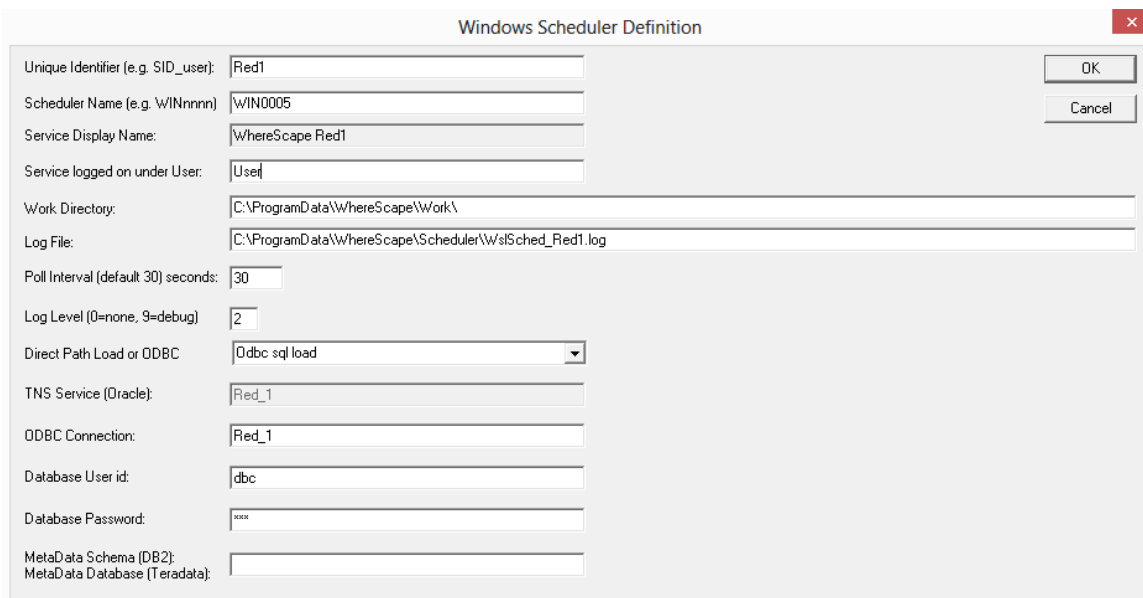 Windows Scheduler Definition
Unique Identifier (e.g. SID_user): Red1
OK
Scheduler Name (e.g. WINnnnn) WIN0005
Cancel
Service Display Name: WhereScape Red1
Service logged on under User: User
Work Directory: C:\ProgramData\WhereScape\Work\
Log File: C:\ProgramData\WhereScape\Scheduler\WslSched_Red1.log
Poll Interval (default 30) seconds: 30
Log Level (0=none, 9=debug) 2
Direct Path Load or ODBC Odbc sql load
TNS Service (Oracle): Red_1
ODBC Connection: Red_1
Database User id: dbc
Database Password: ***
MetaData Schema (DB2):
MetaData Database (Teradata):